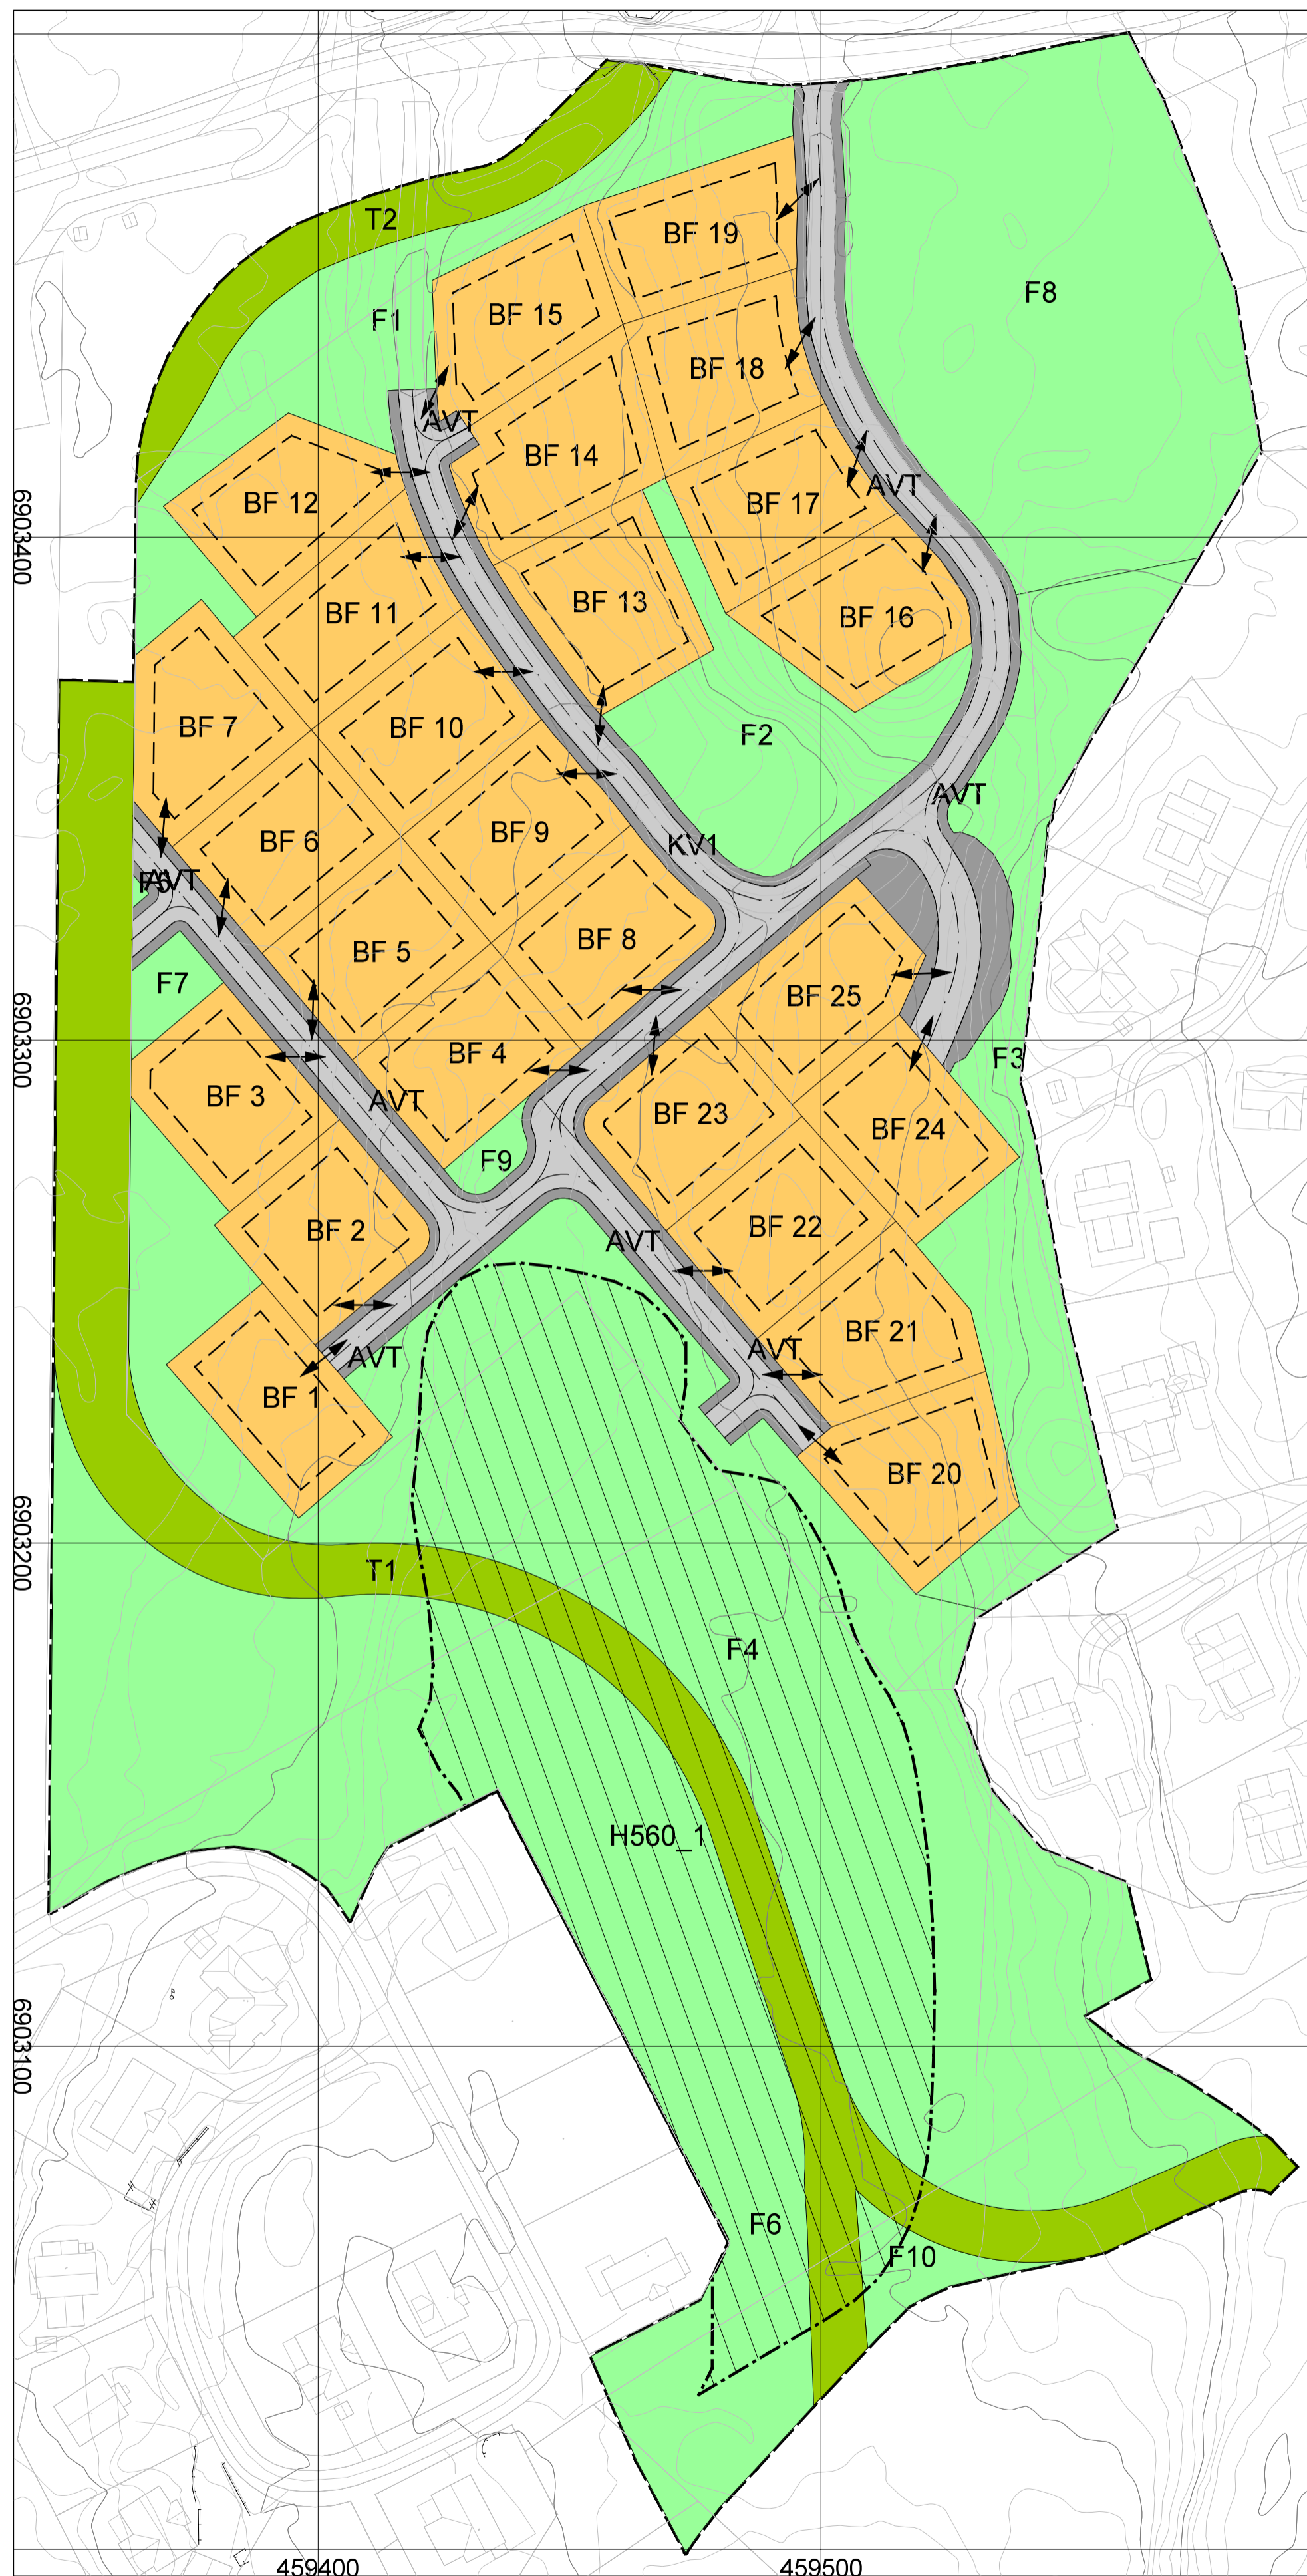 T2
BF 19
F8
BF 15
F1
BF 18
AVT
BF 14
AVT
BF 17
BF 12
6903400
BF 13
BF 11
BF 16
BF 7
BF 10
F2
AVT
BF 9
BF 6
KV1
AVT
BF 8
BF 5
F7
BF 25
6903300
BF 4
F3
BF 3
AVT
BF 23
BF 24
F9
BF 2
BF 22
AVT
BF 21
AVT
AVT
BF 1
BF 20
6903200
T1
F4
H560_1
6903100
F6
F10
459400
459500